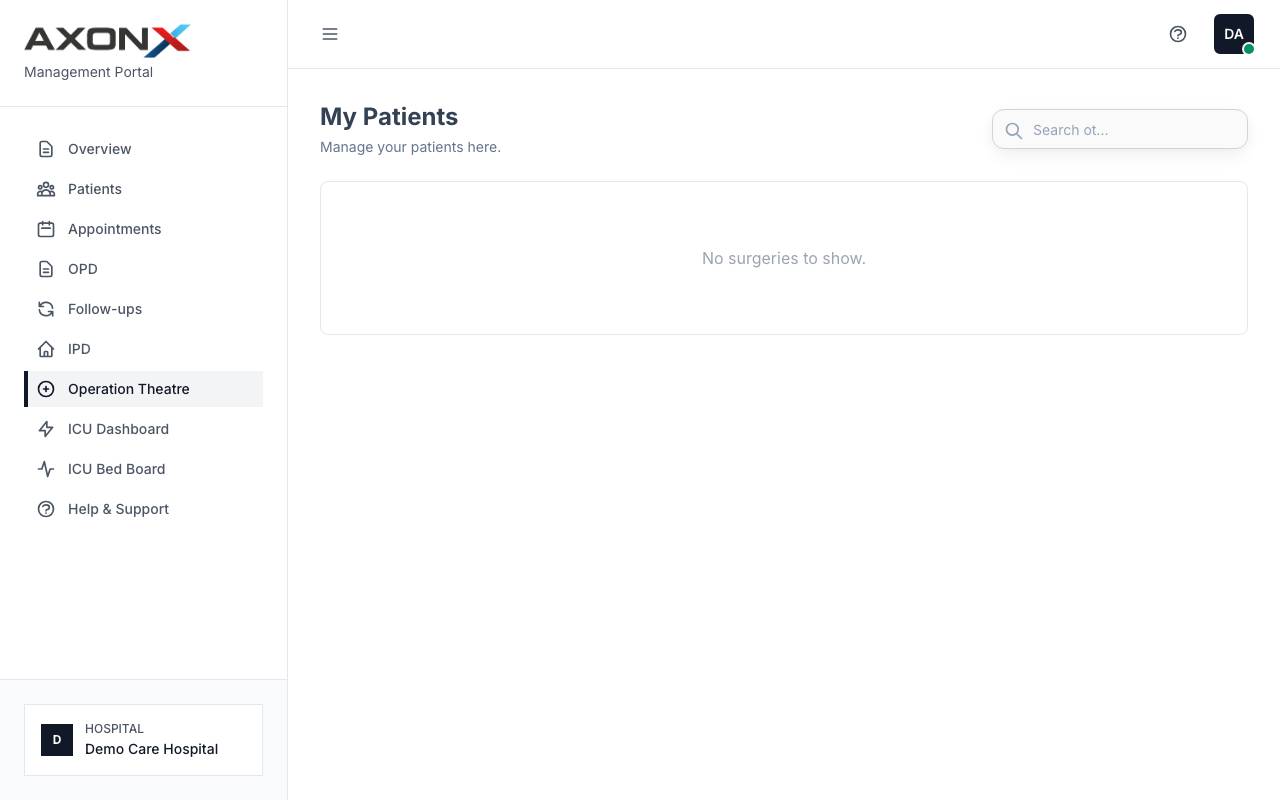 AXONX
Management Portal
Overview
Patients
Appointments
OPD
Follow-ups
IPD
Operation Theatre
ICU Dashboard
ICU Bed Board
Help & Support
D
HOSPITAL
Demo Care Hospital
DA
My Patients
Manage your patients here.
Search ot...
No surgeries to show.